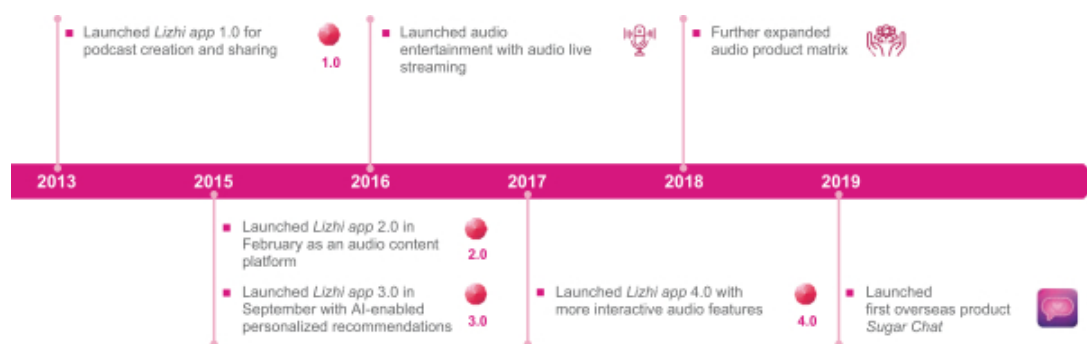 Launched Lizhi app 1.0 for
podcast creation and sharing
1.0
Launched audio
entertainment with audio live
streaming
Further expanded
audio product matrix
2013 2015 2016 2017 2018 2019
Launched Lizhi app 2.0 in
February as an audio content
platform
2.0
Launched Lizhi app 3.0 in
September with AI-enabled
personalized recommendations
3.0
Launched Lizhi app 4.0 with
more interactive audio features
4.0
Launched
first overseas product
Sugar Chat